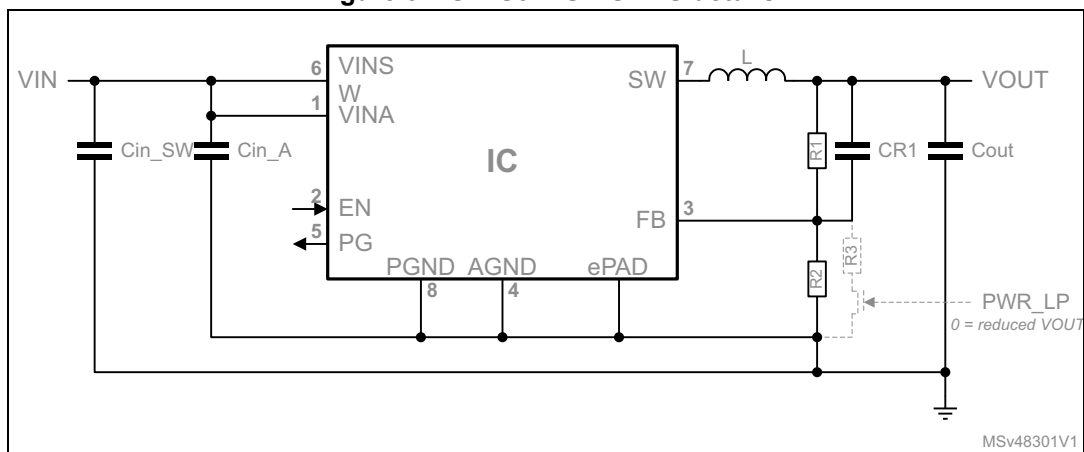 VIN
Cin_SW
Cin_A
6
VINS
W
1
VINA
2
EN
5
PG
IC
PGND
8
AGND
4
ePAD
SW
7
L
FB
3
R1
CR1
Cout
VOUT
R2
R3
PWR_LP
0 = reduced VOUT
MSv48301V1